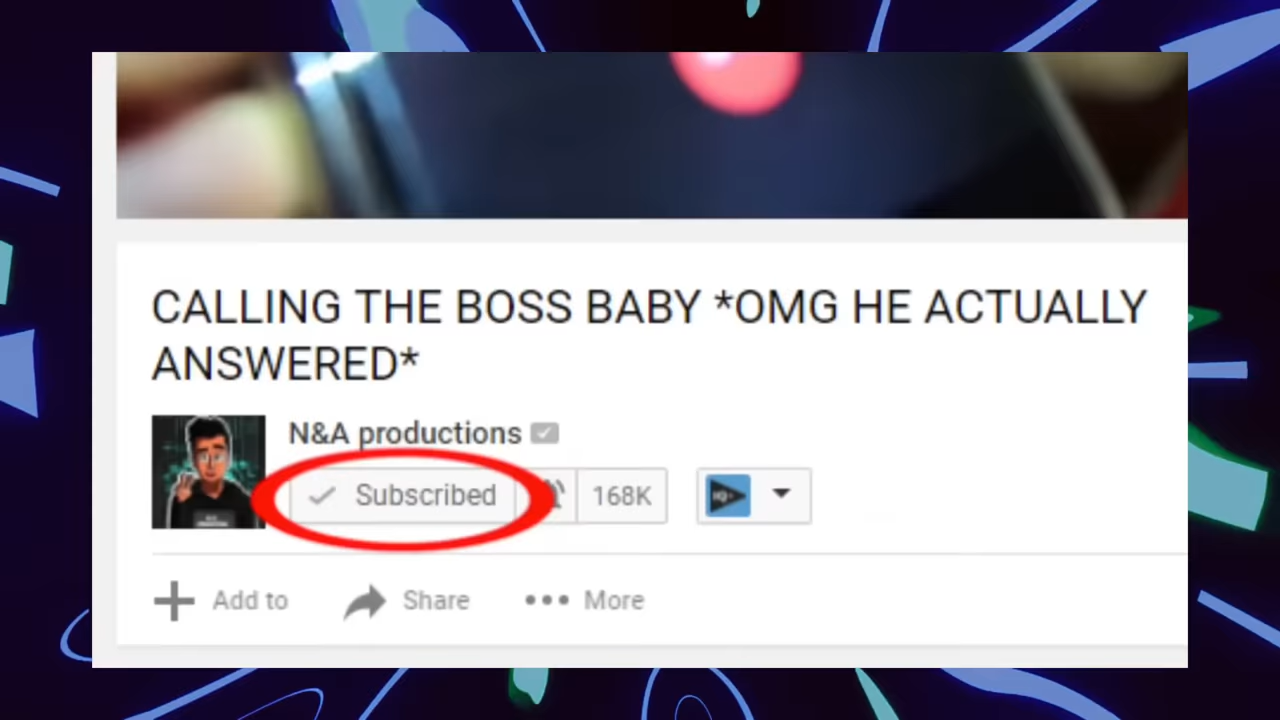 CALLING THE BOSS BABY *OMG HE ACTUALLY
ANSWERED*
N&A productions
Subscribed 168K
Add to Share More